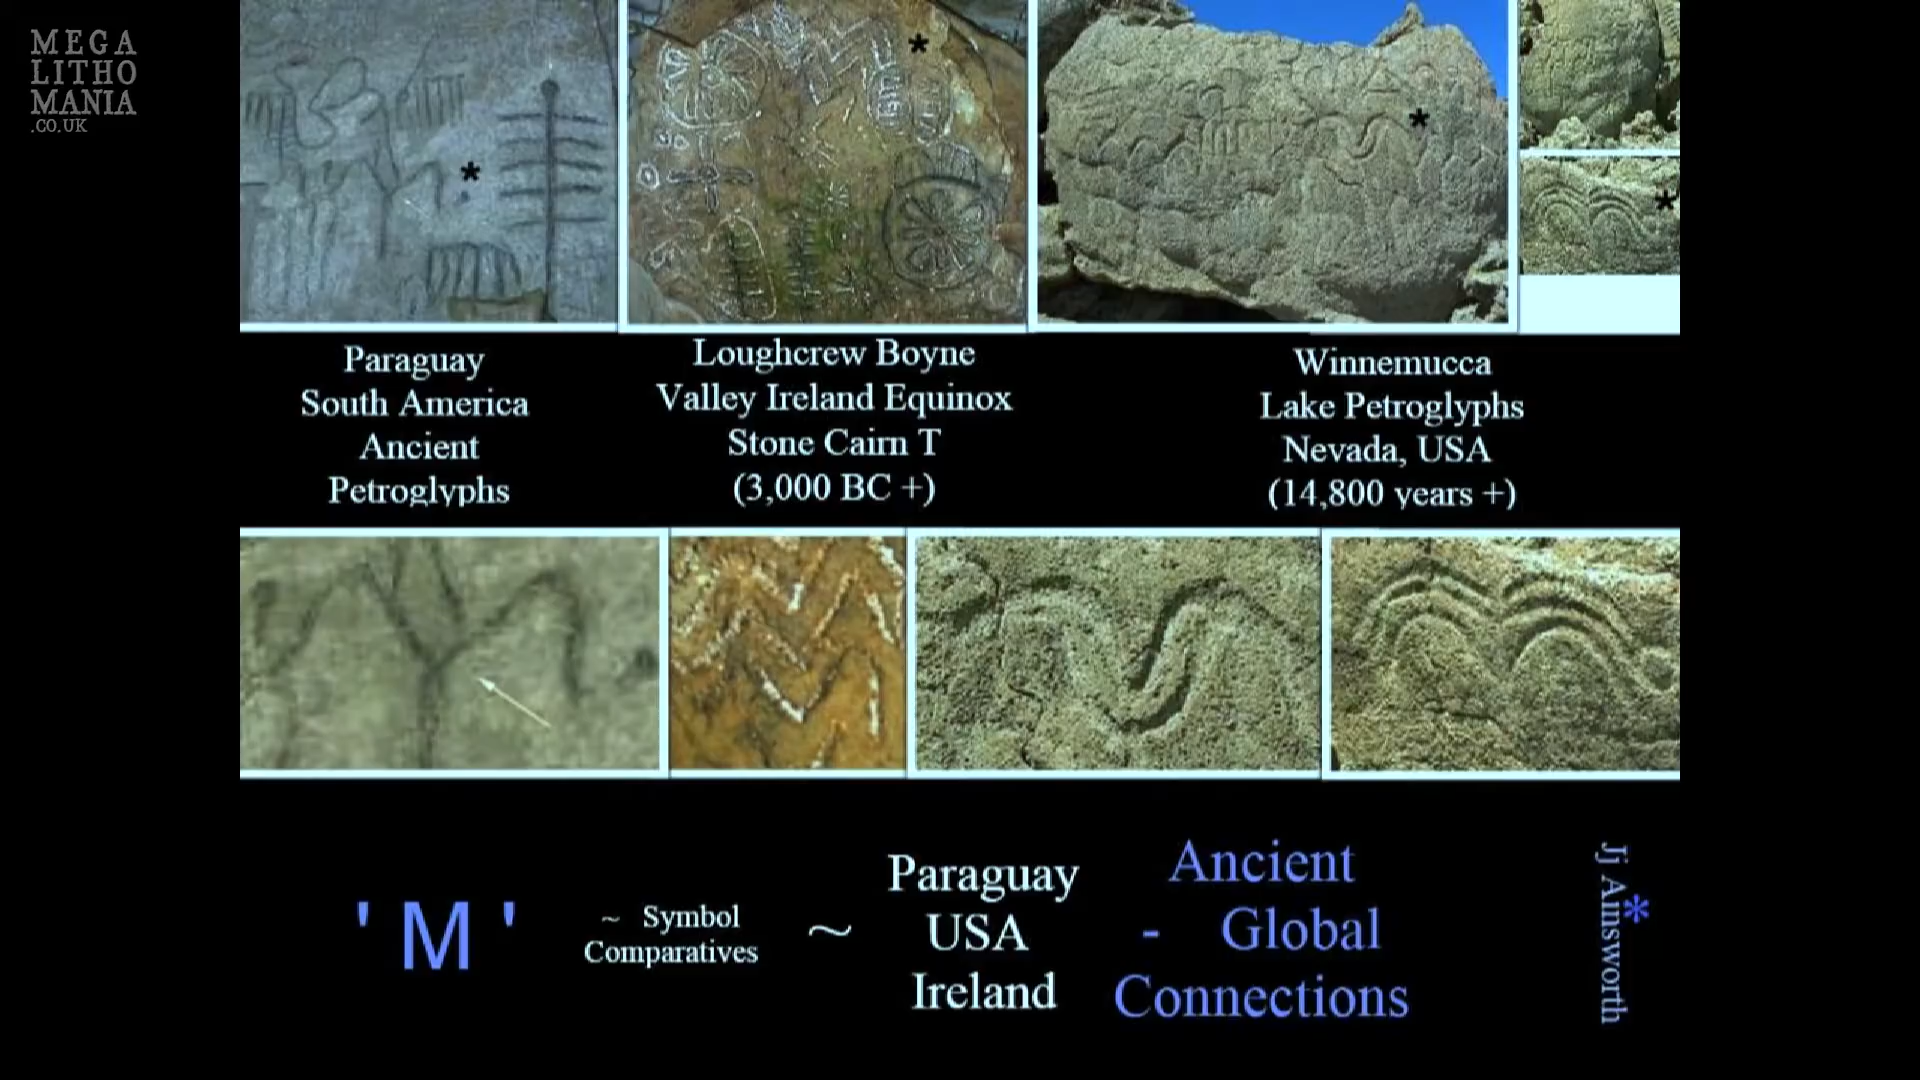 MEGA
LITHO
MANIA
.CO.UK
*
*
*
*
Paraguay
South America
Ancient
Petroglyphs
Loughcrew Boyne
Valley Ireland Equinox
Stone Cairn T
(3,000 BC +)
Winnemucca
Lake Petroglyphs
Nevada, USA
(14,800 years +)
' M '
~ Symbol
Comparatives
~
Paraguay
USA
Ireland
Ancient
- Global
Connections
Jj Ainsworth
*